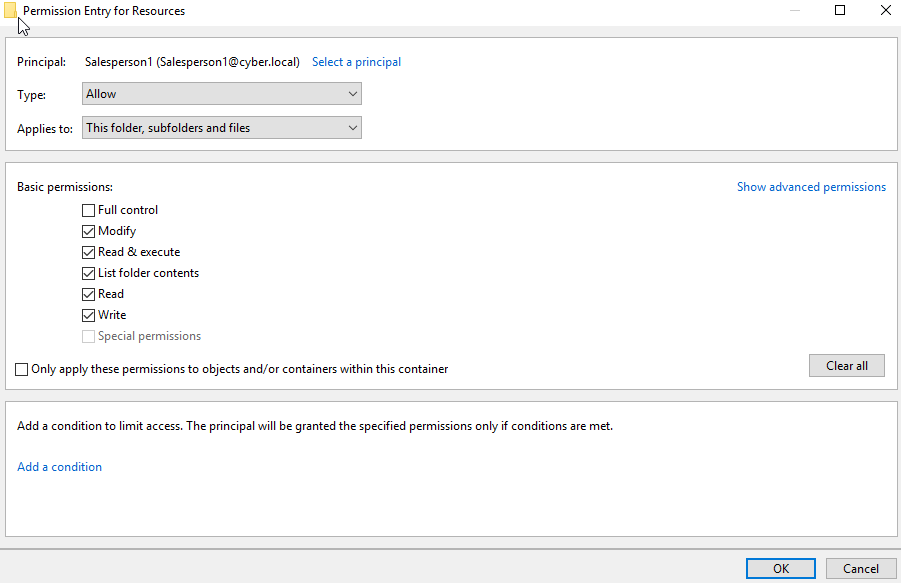 Permission Entry for Resources
Principal: Salesperson1 (Salesperson1@cyber.local) Select a principal
Type: Allow
Applies to: This folder, subfolders and files
Basic permissions: Show advanced permissions
Full control
Modify
Read & execute
List folder contents
Read
Write
Special permissions
Only apply these permissions to objects and/or containers within this container
Clear all
Add a condition to limit access. The principal will be granted the specified permissions only if conditions are met.
Add a condition
OK Cancel